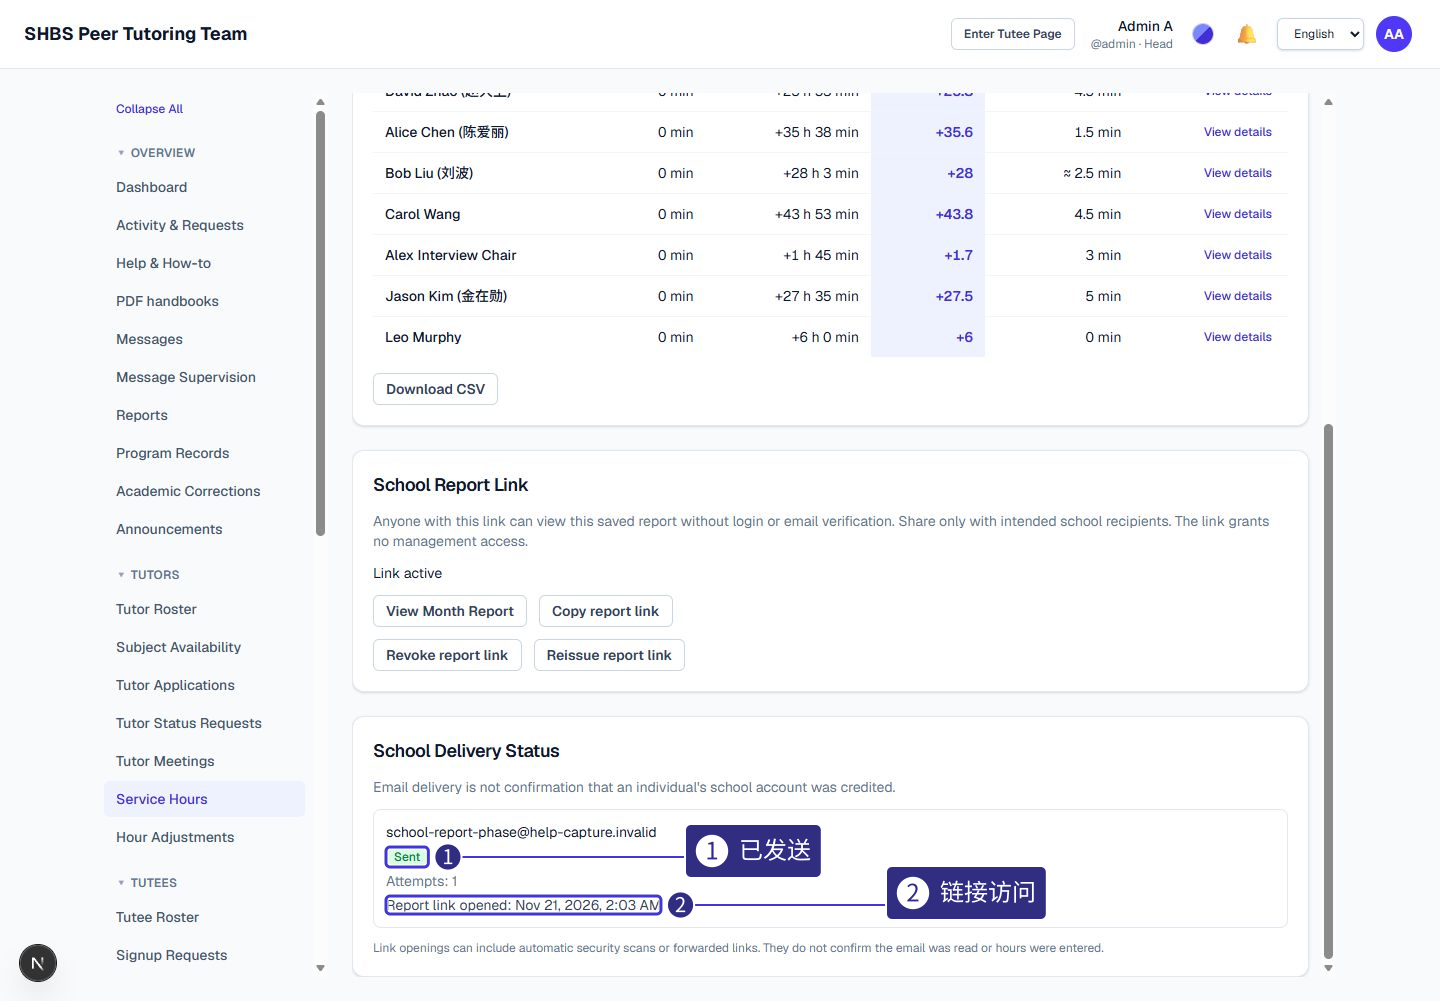 SHBS Peer Tutoring Team
Enter Tutee Page
Admin A
@admin · Head
English
AA
Collapse All
OVERVIEW
Dashboard
Activity & Requests
Help & How-to
PDF handbooks
Messages
Message Supervision
Reports
Program Records
Academic Corrections
Announcements
TUTORS
Tutor Roster
Subject Availability
Tutor Applications
Tutor Status Requests
Tutor Meetings
Service Hours
Hour Adjustments
TUTEES
Tutee Roster
Signup Requests
N
Alice Chen (陈爱丽) 0 min +35 h 38 min +35.6 1.5 min View details
Bob Liu (刘波) 0 min +28 h 3 min +28 ≈ 2.5 min View details
Carol Wang 0 min +43 h 53 min +43.8 4.5 min View details
Alex Interview Chair 0 min +1 h 45 min +1.7 3 min View details
Jason Kim (金在勋) 0 min +27 h 35 min +27.5 5 min View details
Leo Murphy 0 min +6 h 0 min +6 0 min View details
Download CSV
School Report Link
Anyone with this link can view this saved report without login or email verification. Share only with intended school recipients. The link grants
no management access.
Link active
View Month Report Copy report link
Revoke report link Reissue report link
School Delivery Status
Email delivery is not confirmation that an individual's school account was credited.
school-report-phase@help-capture.invalid
Sent 1 1 已发送
Attempts: 1
Report link opened: Nov 21, 2026, 2:03 AM 2 2 链接访问
Link openings can include automatic security scans or forwarded links. They do not confirm the email was read or hours were entered.